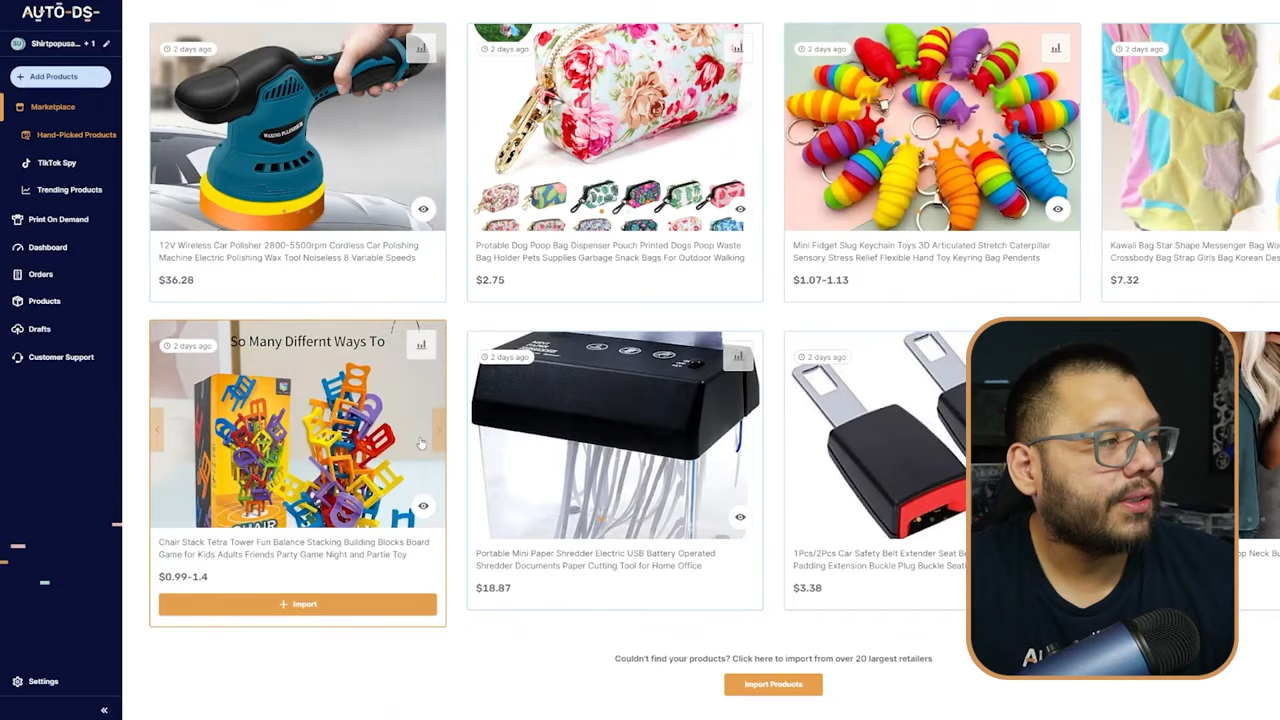 AUTO-DS-
SU Shirtpopusa... + 1
+ Add Products
Marketplace
Hand-Picked Products
TikTok Spy
Trending Products
Print On Demand
Dashboard
Orders
Products
Drafts
Customer Support
Settings
«
2 days ago
WAXING POLISHER
12V Wireless Car Polisher 2800-5500rpm Cordless Car Polishing
Machine Electric Polishing Wax Tool Noiseless 8 Variable Speeds
$36.28
2 days ago
Protable Dog Poop Bag Dispenser Pouch Printed Dogs Poop Waste
Bag Holder Pets Supplies Garbage Snack Bags For Outdoor Walking
$2.75
2 days ago
Mini Fidget Slug Keychain Toys 3D Articulated Stretch Caterpillar
Sensory Stress Relief Flexible Hand Toy Keyring Bag Pendents
$1.07-1.13
2 days ago
Kawaii Bag Star Shape Messenger Bag
Crossbody Bag Strap Girls Bag Korean
$7.32
2 days ago
So Many Differnt Ways To
CHAIR
Chair Stack Tetra Tower Fun Balance Stacking Building Blocks Board
Game for Kids Adults Friends Party Game Night and Partie Toy
$0.99-1.4
+ Import
2 days ago
Portable Mini Paper Shredder Electric USB Battery Operated
Shredder Documents Paper Cutting Tool for Home Office
$18.87
2 days ago
1Pcs/2Pcs Car Safety Belt Extender Seat
Padding Extension Buckle Plug Buckle
$3.38
Couldn't find your products? Click here to import from over 20 largest retailers
Import Products